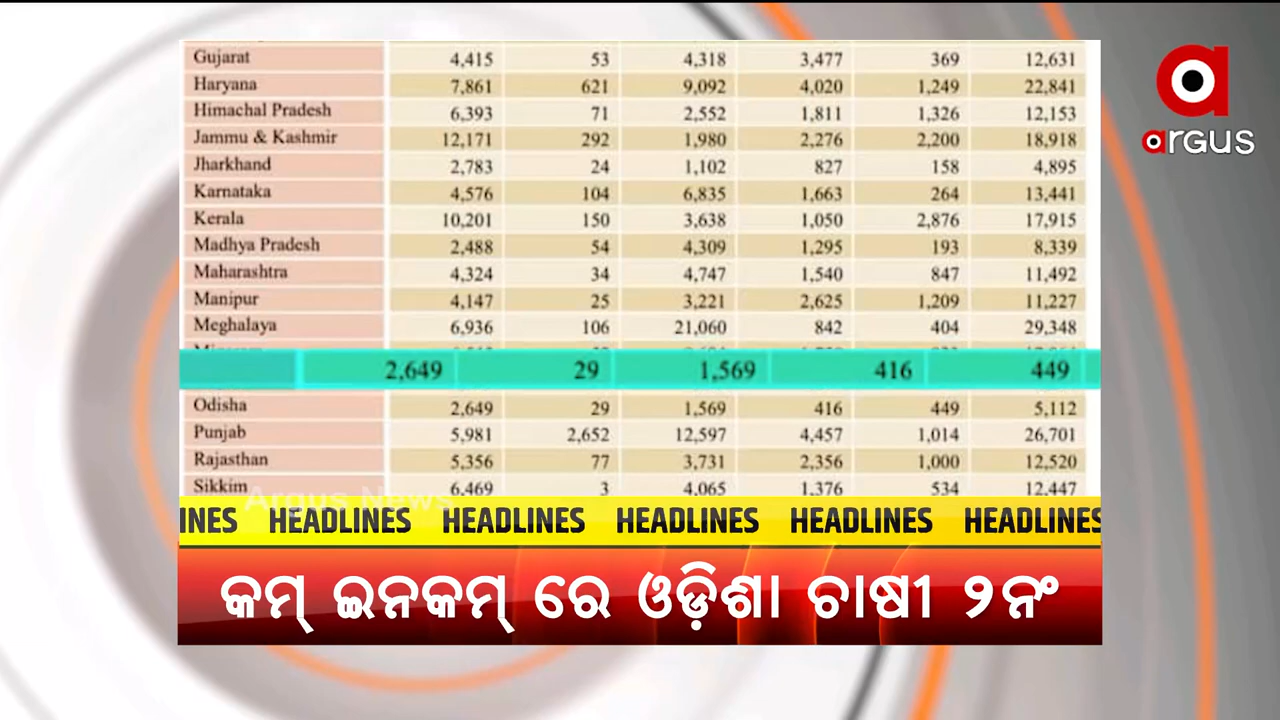 Gujarat 4,415 53 4,318 3,477 369 12,631
Haryana 7,861 621 9,092 4,020 1,249 22,841
Himachal Pradesh 6,393 71 2,552 1,811 1,326 12,153
Jammu & Kashmir 12,171 292 1,980 2,276 2,200 18,918
Jharkhand 2,783 24 1,102 827 158 4,895
Karnataka 4,576 104 6,835 1,663 264 13,441
Kerala 10,201 150 3,638 1,050 2,876 17,915
Madhya Pradesh 2,488 54 4,309 1,295 193 8,339
Maharashtra 4,324 34 4,747 1,540 847 11,492
Manipur 4,147 25 3,221 2,625 1,209 11,227
Meghalaya 6,936 106 21,060 842 404 29,348
2,649 29 1,569 416 449
Odisha 2,649 29 1,569 416 449 5,112
Punjab 5,981 2,652 12,597 4,457 1,014 26,701
Rajasthan 5,356 77 3,731 2,356 1,000 12,520
Sikkim 6,469 3 4,065 1,376 534 12,447
Argus News
INES HEADLINES HEADLINES HEADLINES HEADLINES HEADLINES
କମ୍ ଇନକମ୍ ରେ ଓଡ଼ିଶା ଚାଷୀ ୨ନଂ
argus